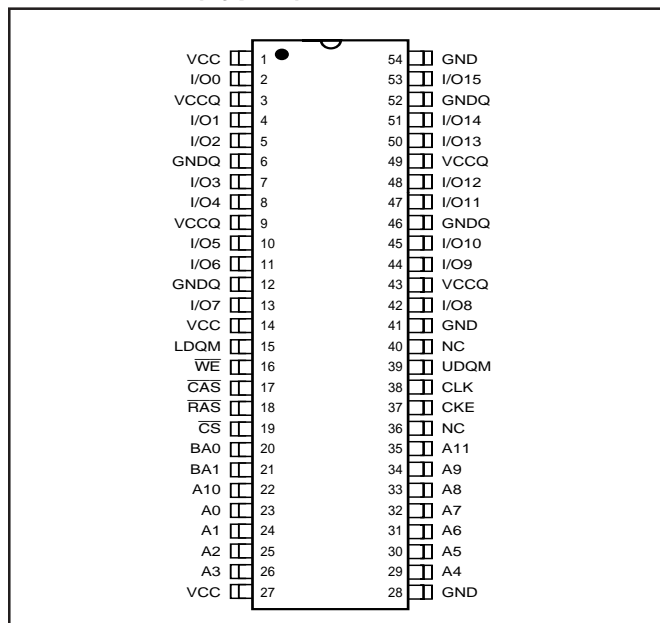 VCC 1 54 GND
I/O0 2 53 I/O15
VCCQ 3 52 GNDQ
I/O1 4 51 I/O14
I/O2 5 50 I/O13
GNDQ 6 49 VCCQ
I/O3 7 48 I/O12
I/O4 8 47 I/O11
VCCQ 9 46 GNDQ
I/O5 10 45 I/O10
I/O6 11 44 I/O9
GNDQ 12 43 VCCQ
I/O7 13 42 I/O8
VCC 14 41 GND
LDQM 15 40 NC
W̅E̅ 16 39 UDQM
C̅A̅S̅ 17 38 CLK
R̅A̅S̅ 18 37 CKE
C̅S̅ 19 36 NC
BA0 20 35 A11
BA1 21 34 A9
A10 22 33 A8
A0 23 32 A7
A1 24 31 A6
A2 25 30 A5
A3 26 29 A4
VCC 27 28 GND